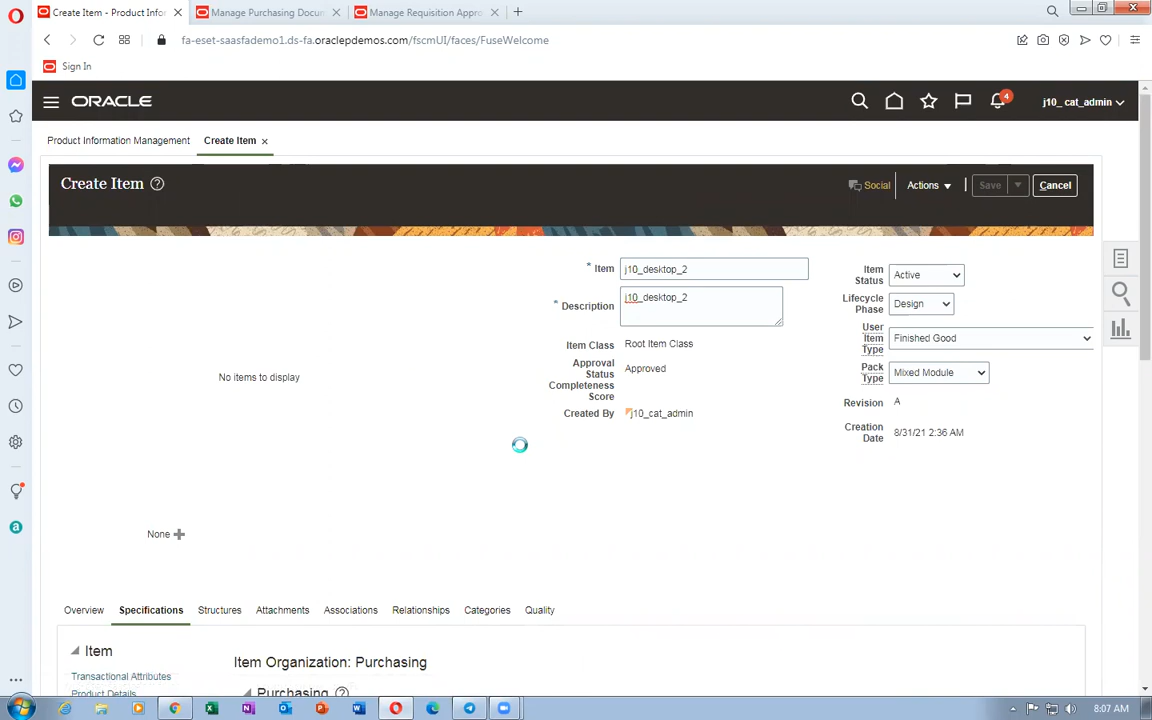 Create Item - Product Infor
Manage Purchasing Docum
Manage Requisition Appro
fa-eset-saasfademo1.ds-fa.oraclepdemos.com/fscmUI/faces/FuseWelcome
Sign In
ORACLE
4
j10_ cat_admin
Product Information Management
Create Item
Create Item
Social
Actions
Save
Cancel
* Item j10_desktop_2
* Description j10_desktop_2
Item Class Root Item Class
Approval Status Approved
Completeness Score
Created By j10_cat_admin
Item Status Active
Lifecycle Phase Design
User Item Type Finished Good
Pack Type Mixed Module
Revision A
Creation Date 8/31/21 2:36 AM
No items to display
None
Overview Specifications Structures Attachments Associations Relationships Categories Quality
Item
Item Organization: Purchasing
Transactional Attributes
Product Details
Purchasing
8:07 AM